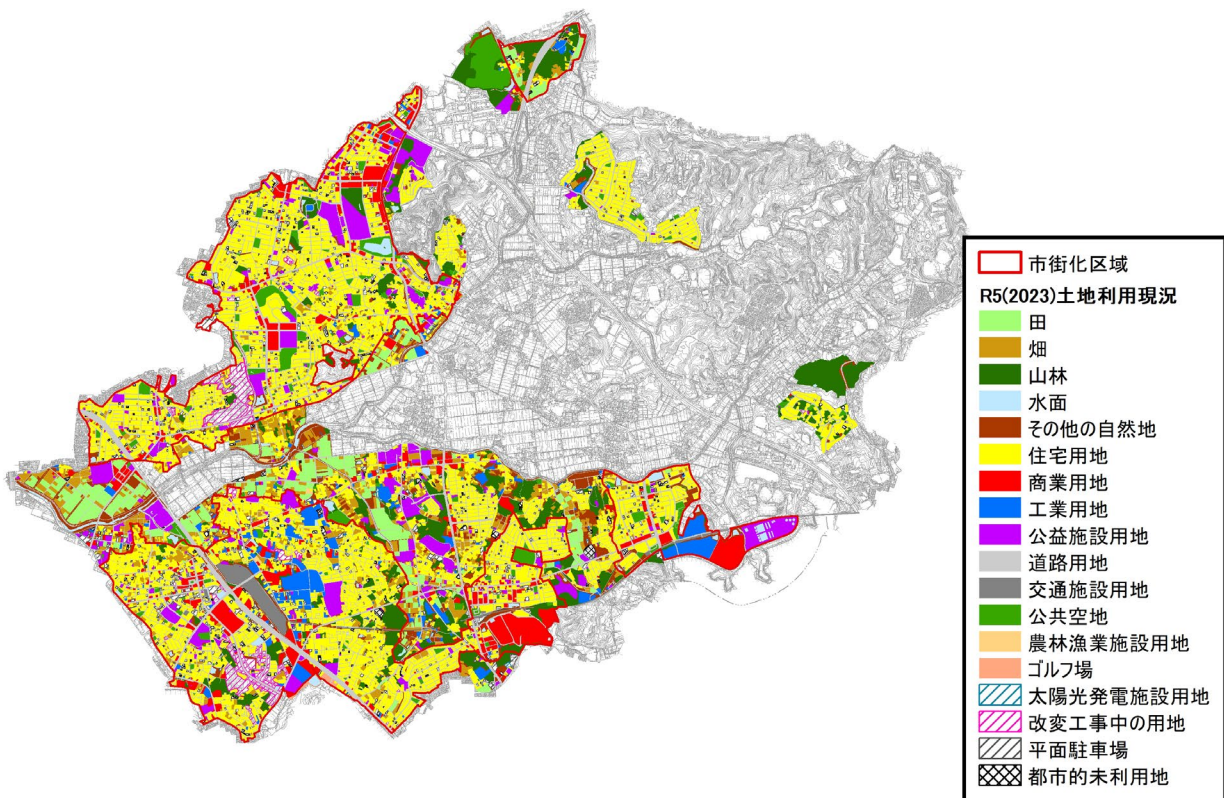 市街化区域
R5(2023)土地利用現況
田
畑
山林
水面
その他の自然地
住宅用地
商業用地
工業用地
公益施設用地
道路用地
交通施設用地
公共空地
農林漁業施設用地
ゴルフ場
太陽光発電施設用地
改変工事中の用地
平面駐車場
都市的未利用地